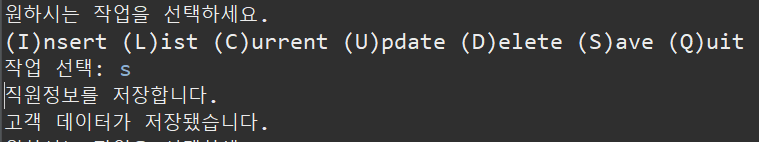 원하시는 작업을 선택하세요.
(I)nsert (L)ist (C)urrent (U)pdate (D)elete (S)ave (Q)uit
작업 선택: s
직원정보를 저장합니다.
고객 데이터가 저장됐습니다.